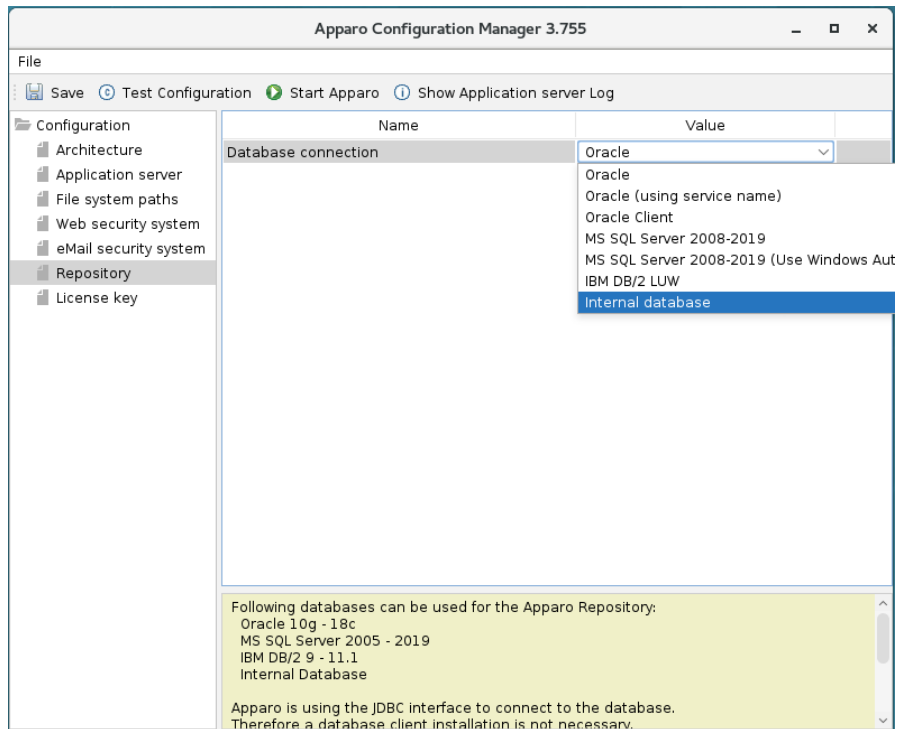 Apparo Configuration Manager 3.755
File
Save Test Configuration Start Apparo Show Application server Log
Configuration
Architecture
Application server
File system paths
Web security system
eMail security system
Repository
License key
Name Value
Database connection Oracle
Oracle
Oracle (using service name)
Oracle Client
MS SQL Server 2008-2019
MS SQL Server 2008-2019 (Use Windows Aut
IBM DB/2 LUW
Internal database
Following databases can be used for the Apparo Repository:
Oracle 10g - 18c
MS SQL Server 2005 - 2019
IBM DB/2 9 - 11.1
Internal Database
Apparo is using the JDBC interface to connect to the database.
Therefore a database client installation is not necessary.